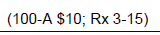 (100-A $10; Rx 3-15)